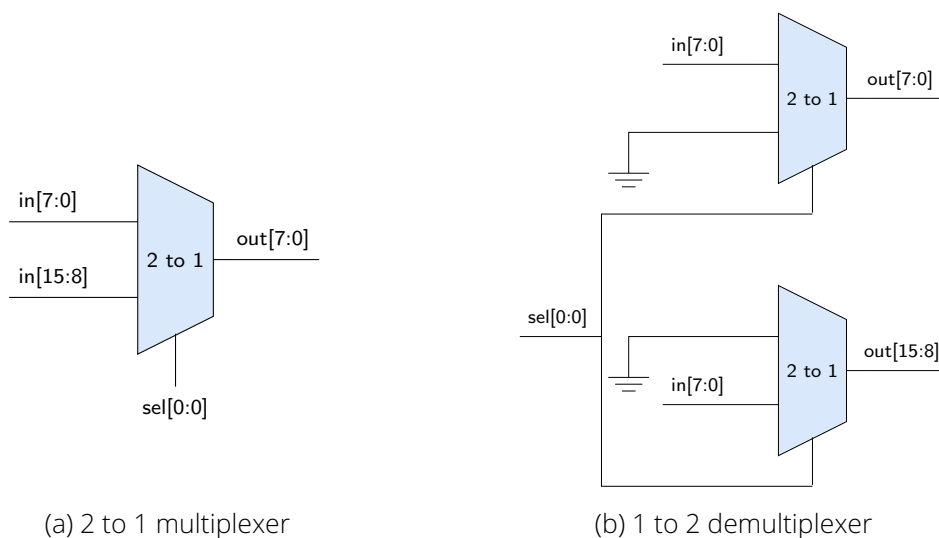 in[7:0]
in[15:8]
2 to 1
out[7:0]
sel[0:0]
(a) 2 to 1 multiplexer
in[7:0]
2 to 1
out[7:0]
sel[0:0]
in[7:0]
2 to 1
out[15:8]
(b) 1 to 2 demultiplexer